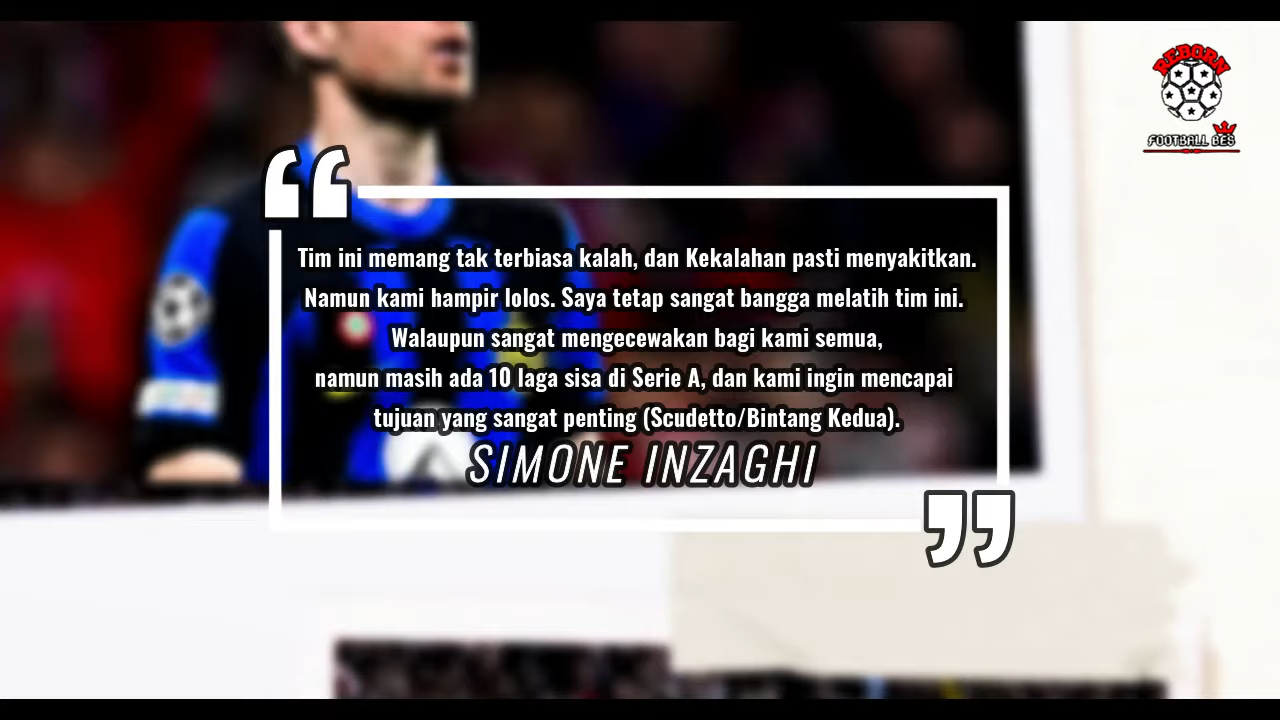 REBORN
FOOTBALL BES
“
Tim ini memang tak terbiasa kalah, dan Kekalahan pasti menyakitkan.
Namun kami hampir lolos. Saya tetap sangat bangga melatih tim ini.
Walaupun sangat mengecewakan bagi kami semua,
namun masih ada 10 laga sisa di Serie A, dan kami ingin mencapai
tujuan yang sangat penting (Scudetto/Bintang Kedua).
SIMONE INZAGHI
”